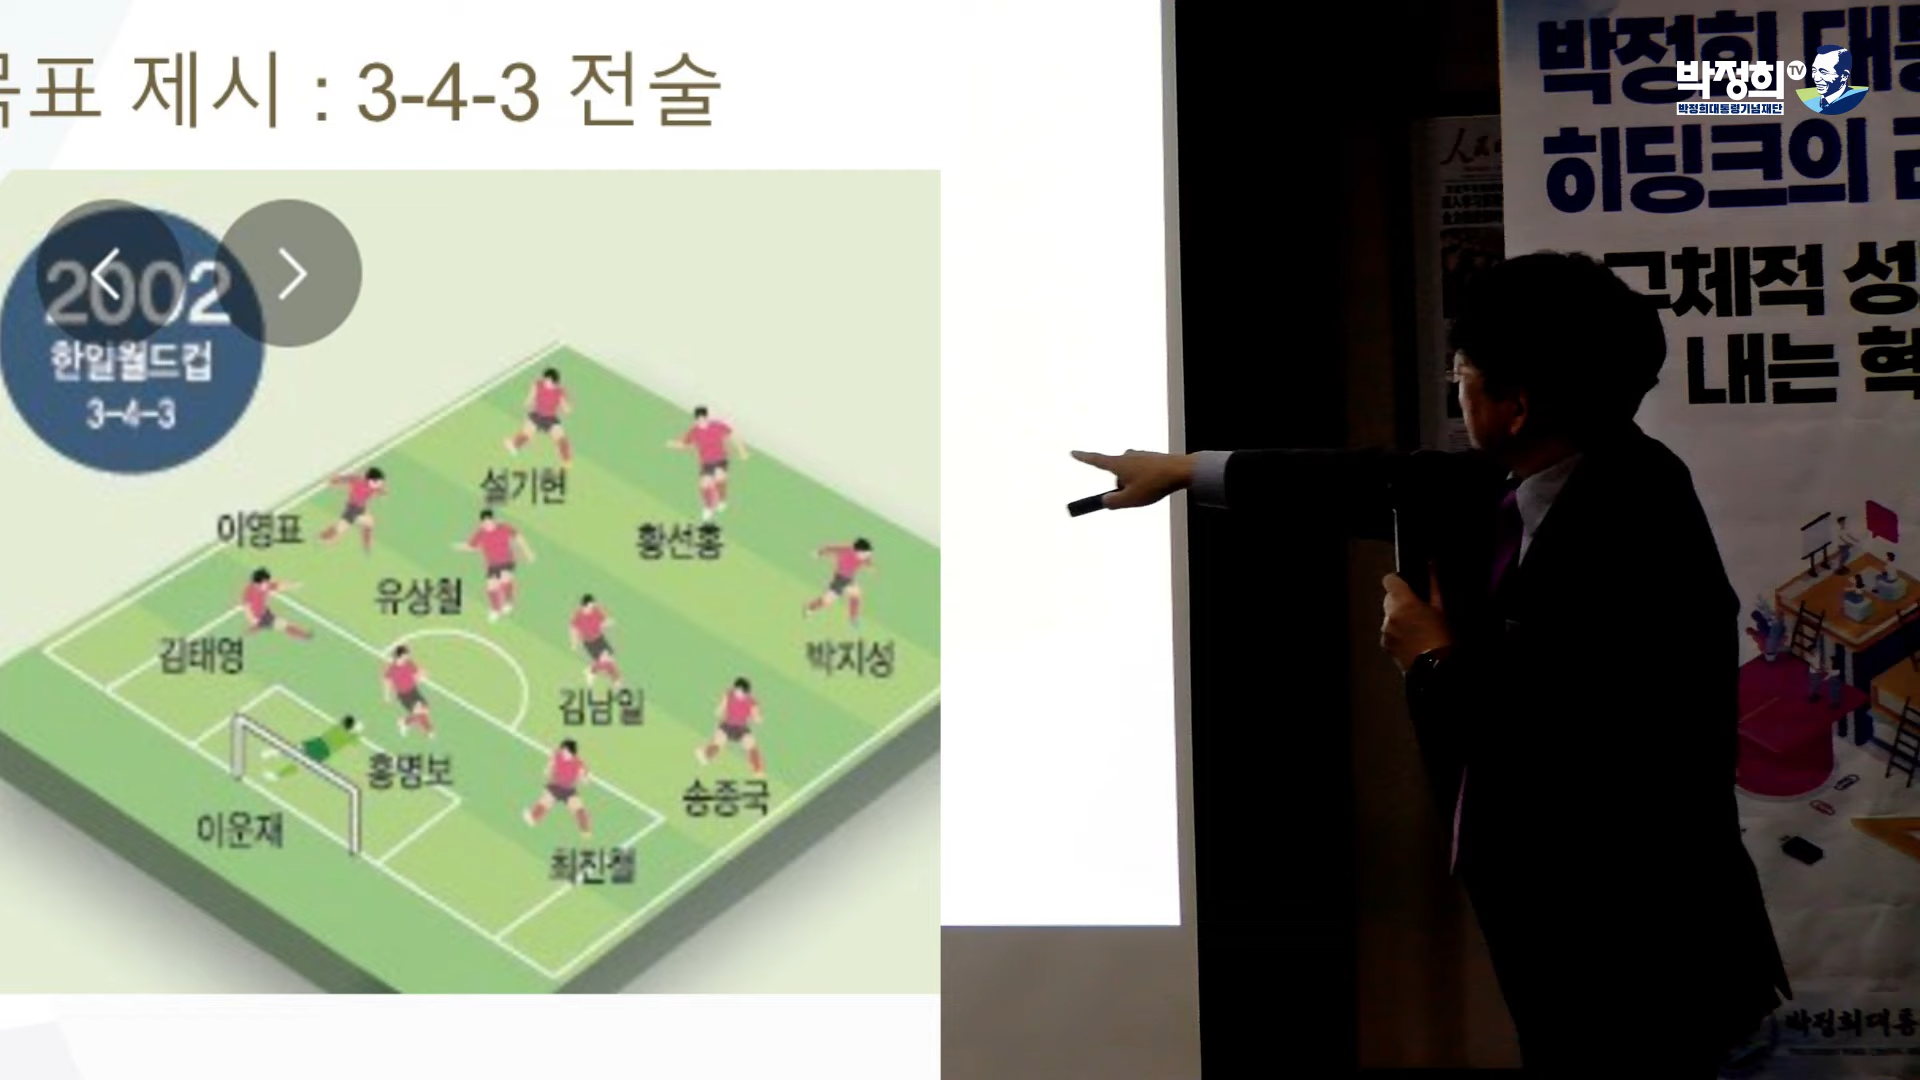 목표 제시 : 3-4-3 전술
2002
한일월드컵
3-4-3
설기현
이영표
황선홍
유상철
김태영
박지성
김남일
홍명보
송종국
이운재
최진철
박정희TV
박정희대통령기념재단
박정희 대통
히딩크의 리
구체적 성
내는 혁
人民
박정희대통